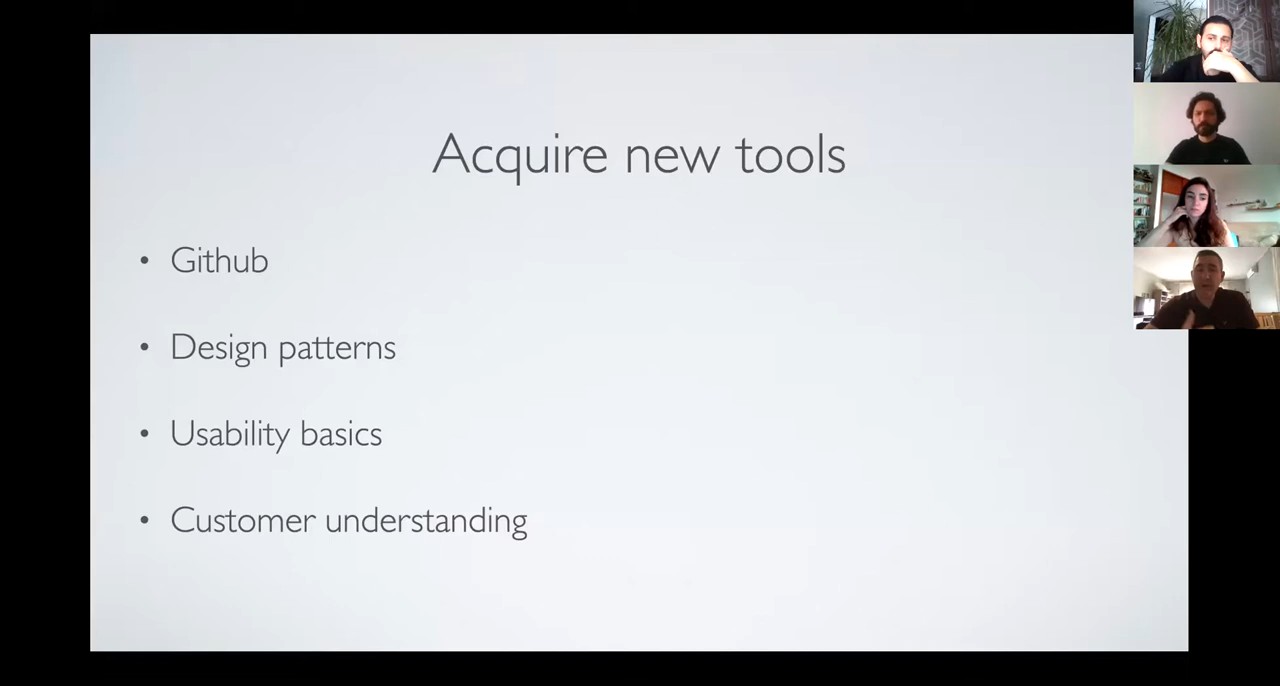 Acquire new tools
• Github
• Design patterns
• Usability basics
• Customer understanding